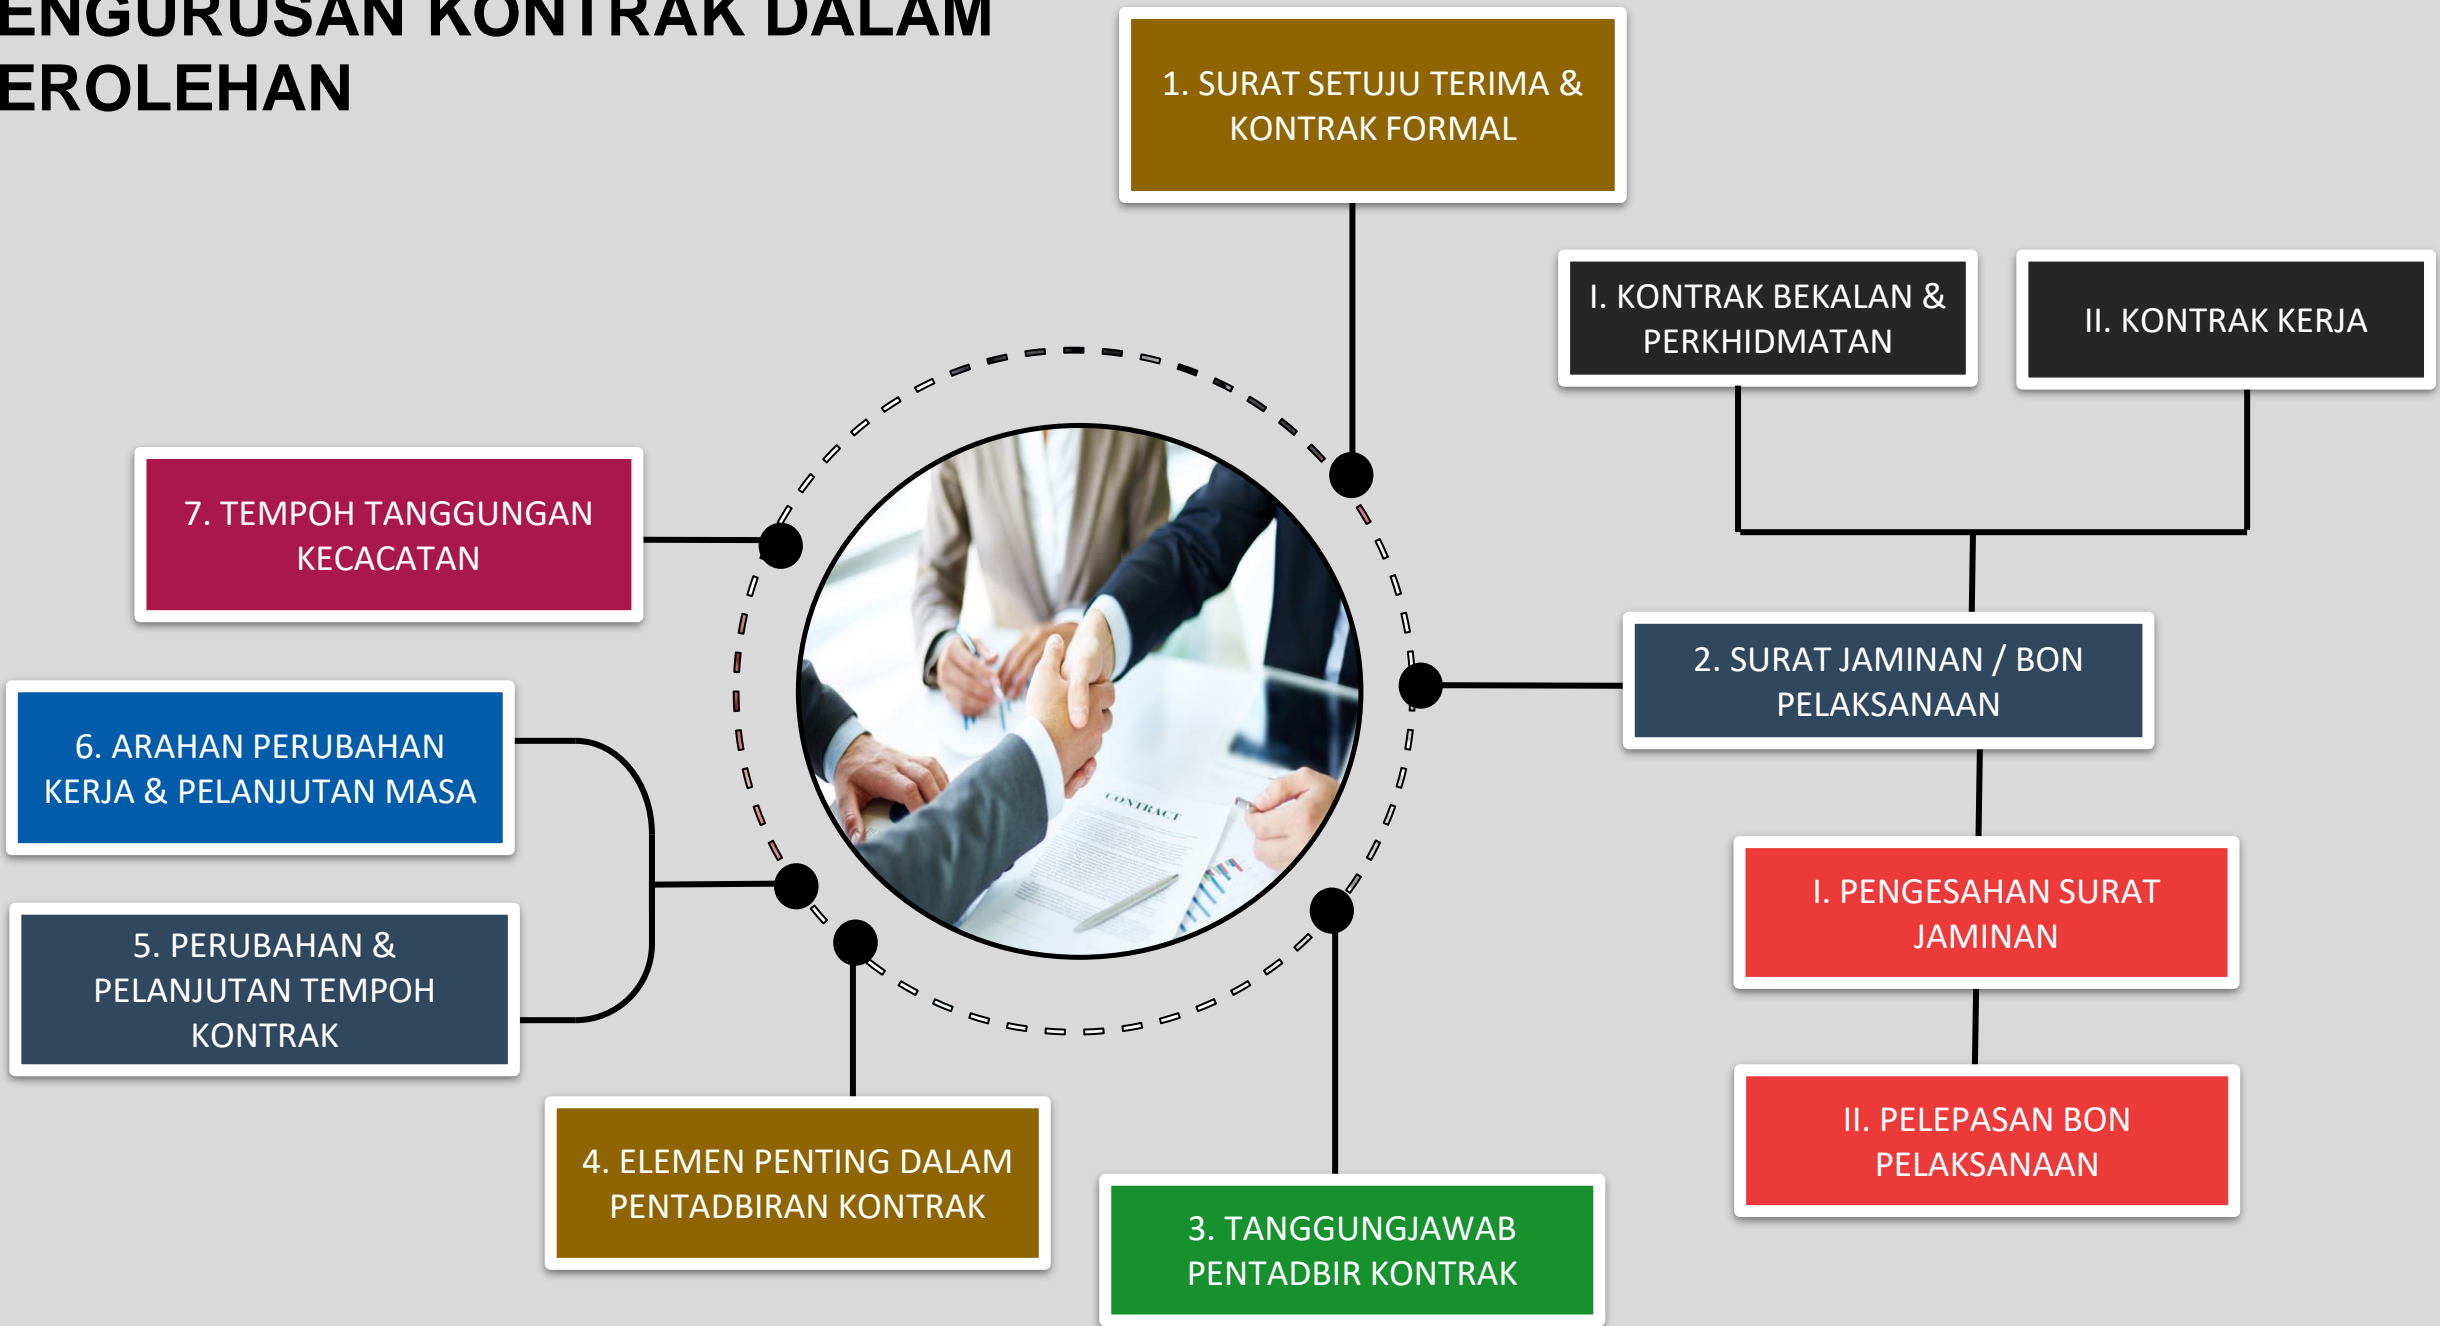 ENGURUSAN KONTRAK DALAM
EROLEHAN
1. SURAT SETUJU TERIMA &
KONTRAK FORMAL
I. KONTRAK BEKALAN &
PERKHIDMATAN
II. KONTRAK KERJA
2. SURAT JAMINAN / BON
PELAKSANAAN
I. PENGESAHAN SURAT
JAMINAN
II. PELEPASAN BON
PELAKSANAAN
3. TANGGUNGJAWAB
PENTADBIR KONTRAK
4. ELEMEN PENTING DALAM
PENTADBIRAN KONTRAK
5. PERUBAHAN &
PELANJUTAN TEMPOH
KONTRAK
6. ARAHAN PERUBAHAN
KERJA & PELANJUTAN MASA
7. TEMPOH TANGGUNGAN
KECACATAN
CONTRACT